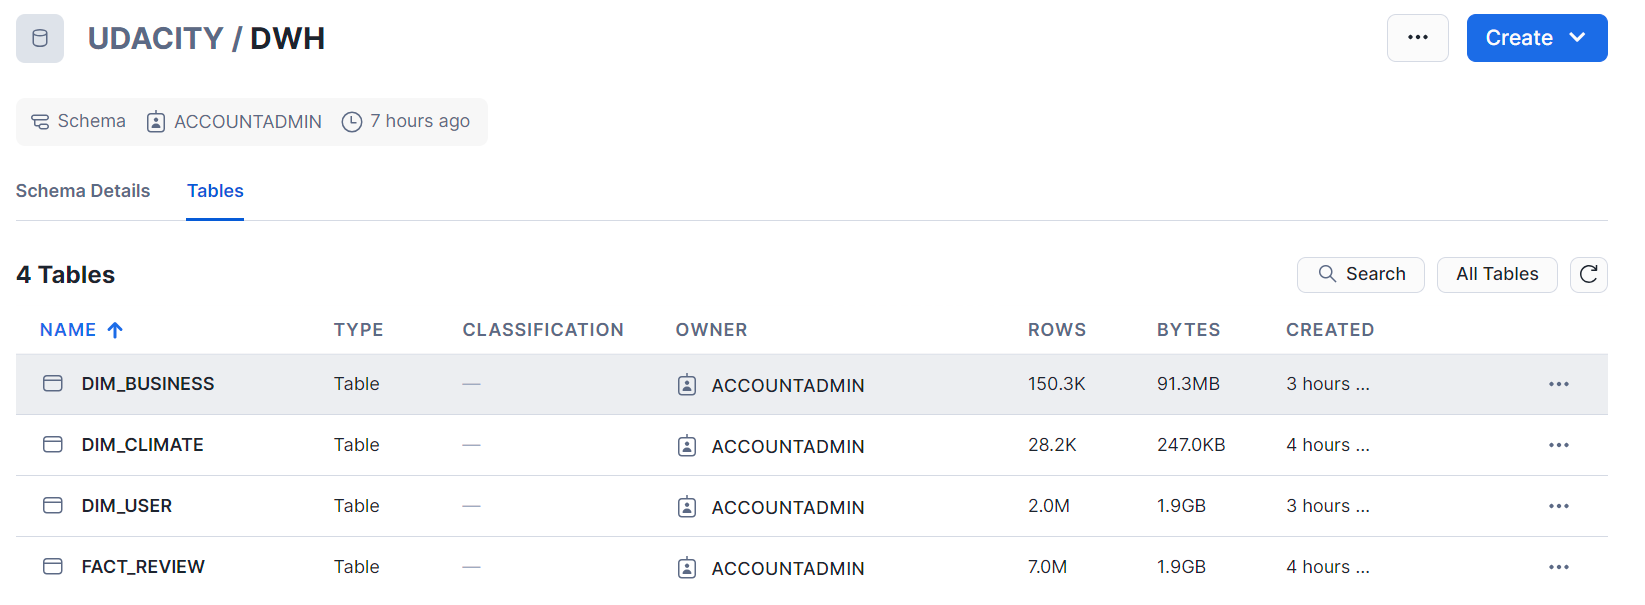 UDACITY / DWH
Create
Schema ACCOUNTADMIN 7 hours ago
Schema Details Tables
4 Tables
Search All Tables
NAME TYPE CLASSIFICATION OWNER ROWS BYTES CREATED
DIM_BUSINESS Table — ACCOUNTADMIN 150.3K 91.3MB 3 hours ...
DIM_CLIMATE Table — ACCOUNTADMIN 28.2K 247.0KB 4 hours ...
DIM_USER Table — ACCOUNTADMIN 2.0M 1.9GB 3 hours ...
FACT_REVIEW Table — ACCOUNTADMIN 7.0M 1.9GB 4 hours ...